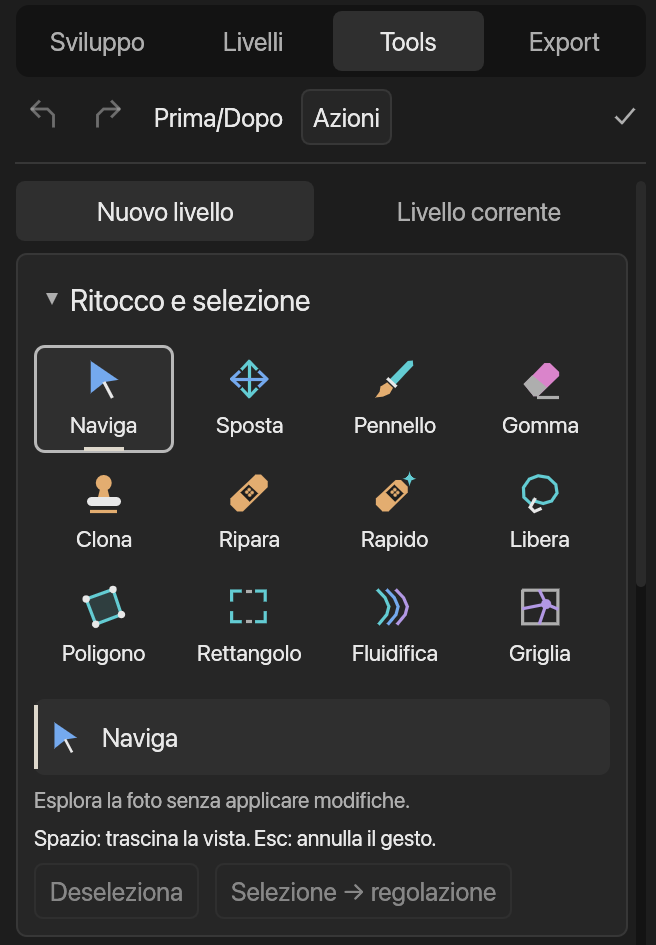 Sviluppo Livelli Tools Export
Prima/Dopo Azioni
Nuovo livello Livello corrente
Ritocco e selezione
Naviga Sposta Pennello Gomma
Clona Ripara Rapido Libera
Poligono Rettangolo Fluidifica Griglia
Naviga
Esplora la foto senza applicare modifiche.
Spazio: trascina la vista. Esc: annulla il gesto.
Deseleziona Selezione → regolazione